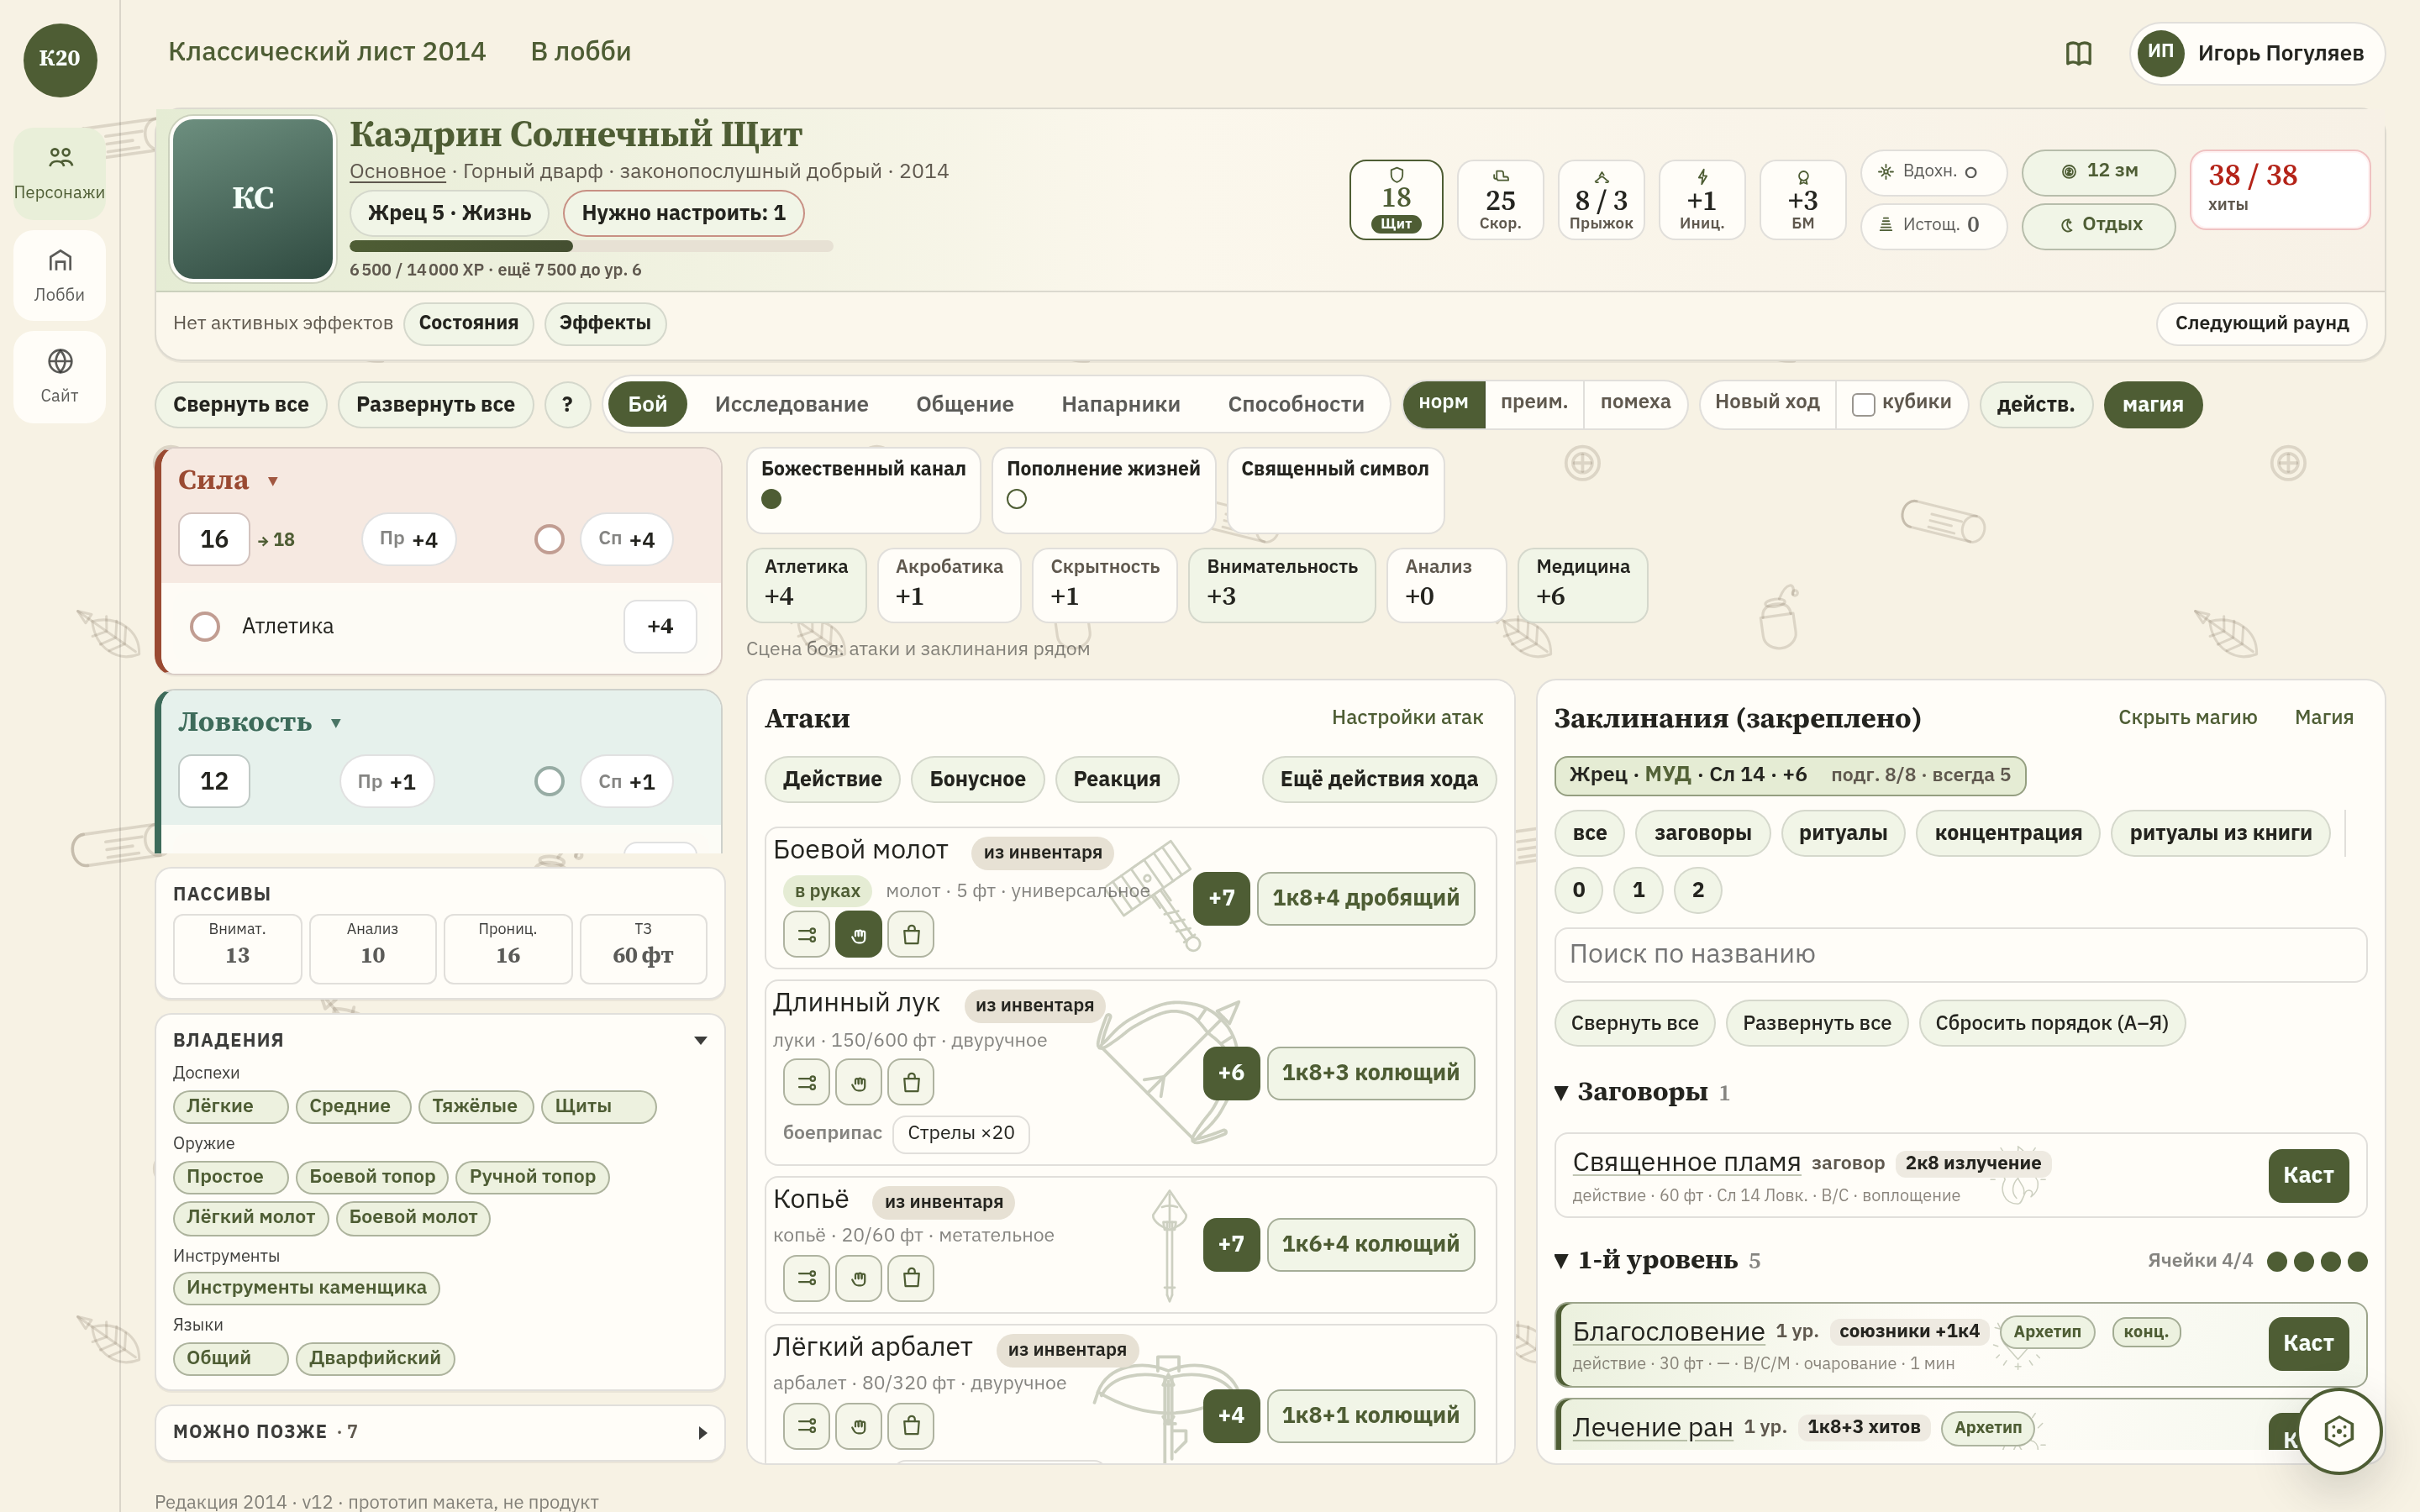 К20
Классический лист 2014
В лобби
ИП
Игорь Погуляев
Персонажи
Лобби
Сайт
КС
Каэдрин Солнечный Щит
Основное · Горный дварф · законопослушный добрый · 2014
Жрец 5 · Жизнь
Нужно настроить: 1
6 500 / 14 000 XP · ещё 7 500 до ур. 6
18
Щит
25
Скор.
8 / 3
Прыжок
+1
Иниц.
+3
БМ
Вдохн.
Истощ. 0
12 зм
Отдых
38 / 38
хиты
Нет активных эффектов
Состояния
Эффекты
Следующий раунд
Свернуть все
Развернуть все
?
Бой
Исследование
Общение
Напарники
Способности
норм
преим.
помеха
Новый ход
кубики
действ.
магия
Сила
16
→ 18
Пр +4
Сп +4
Атлетика
+4
Ловкость
12
Пр +1
Сп +1
ПАССИВЫ
Внимат.
13
Анализ
10
Прониц.
16
ТЗ
60 фт
ВЛАДЕНИЯ
Доспехи
Лёгкие
Средние
Тяжёлые
Щиты
Оружие
Простое
Боевой топор
Ручной топор
Лёгкий молот
Боевой молот
Инструменты
Инструменты каменщика
Языки
Общий
Дварфийский
МОЖНО ПОЗЖЕ · 7
Редакция 2014 · v12 · прототип макета, не продукт
Божественный канал
Пополнение жизней
Священный символ
Атлетика
+4
Акробатика
+1
Скрытность
+1
Внимательность
+3
Анализ
+0
Медицина
+6
Сцена боя: атаки и заклинания рядом
Атаки
Настройки атак
Действие
Бонусное
Реакция
Ещё действия хода
Боевой молот
из инвентаря
в руках
молот · 5 фт · универсальное
+7
1к8+4 дробящий
Длинный лук
из инвентаря
луки · 150/600 фт · двуручное
+6
1к8+3 колющий
боеприпас
Стрелы ×20
Копьё
из инвентаря
копьё · 20/60 фт · метательное
+7
1к6+4 колющий
Лёгкий арбалет
из инвентаря
арбалет · 80/320 фт · двуручное
+4
1к8+1 колющий
Заклинания (закреплено)
Скрыть магию
Магия
Жрец · МУД · Сл 14 · +6
подг. 8/8 · всегда 5
все
заговоры
ритуалы
концентрация
ритуалы из книги
0
1
2
Поиск по названию
Свернуть все
Развернуть все
Сбросить порядок (А–Я)
Заговоры 1
Священное пламя
заговор
2к8 излучение
действие · 60 фт · Сл 14 Ловк. · В/С · воплощение
Каст
1-й уровень 5
Ячейки 4/4
Благословение
1 ур.
союзники +1к4
Архетип
конц.
действие · 30 фт · — · В/С/М · очарование · 1 мин
Каст
Лечение ран
1 ур.
1к8+3 хитов
Архетип